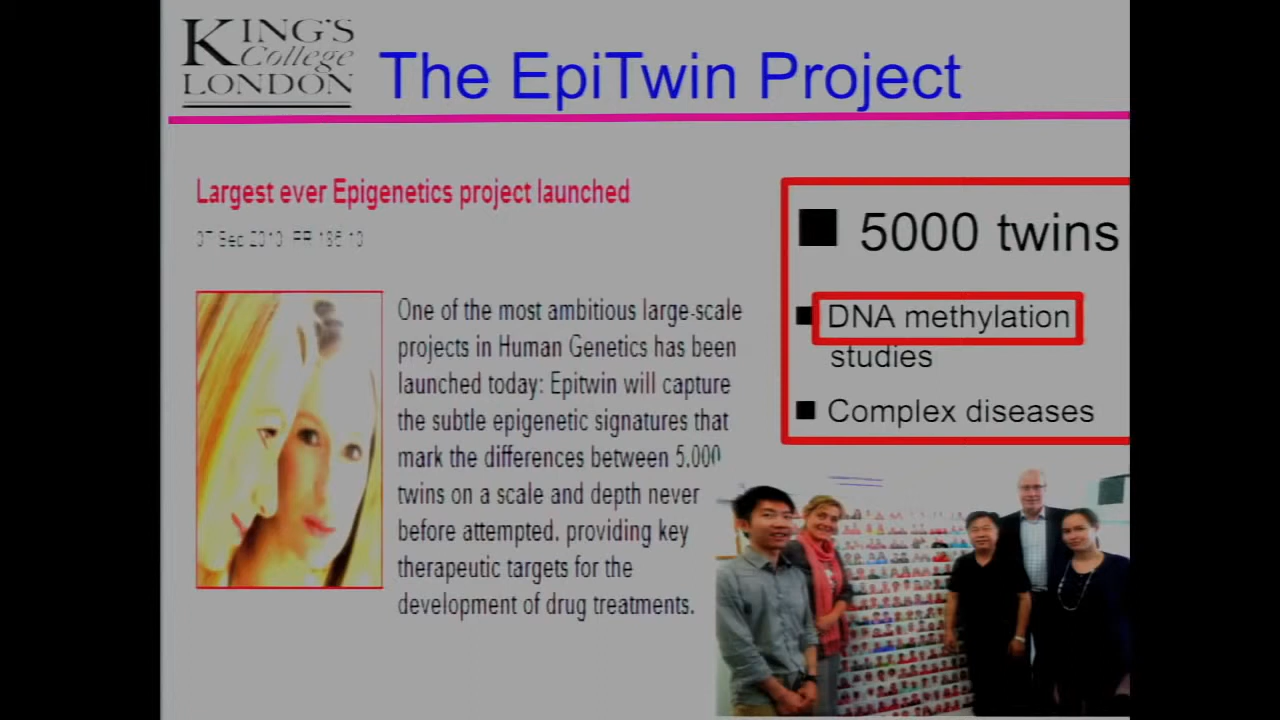 KING'S
College
LONDON
The EpiTwin Project
Largest ever Epigenetics project launched
One of the most ambitious large-scale
projects in Human Genetics has been
launched today: Epitwin will capture
the subtle epigenetic signatures that
mark the differences between 5,000
twins on a scale and depth never
before attempted. providing key
therapeutic targets for the
development of drug treatments.
5000 twins
DNA methylation
studies
Complex diseases